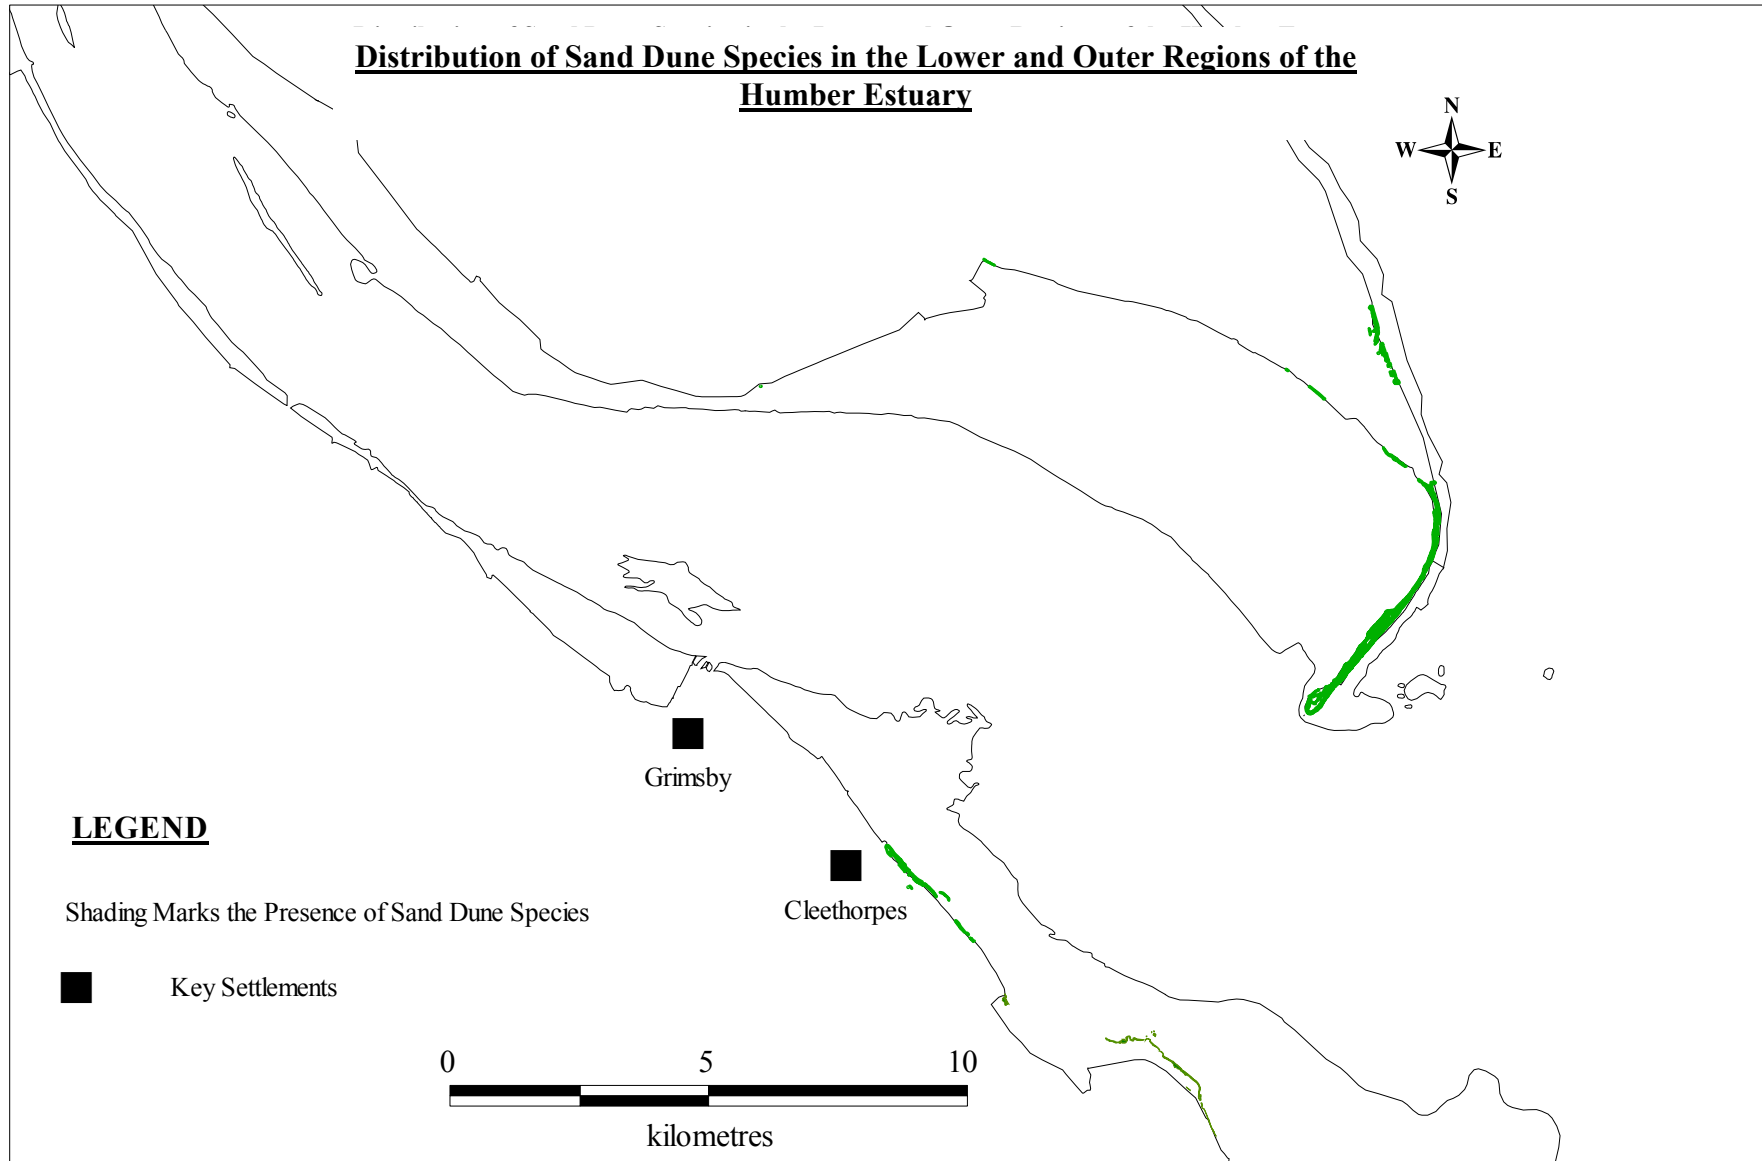 Distribution of Sand Dune Species in the Lower and Outer Regions of the
Humber Estuary
N
W E
S
Grimsby
LEGEND
Cleethorpes
Shading Marks the Presence of Sand Dune Species
Key Settlements
0 5 10
kilometres